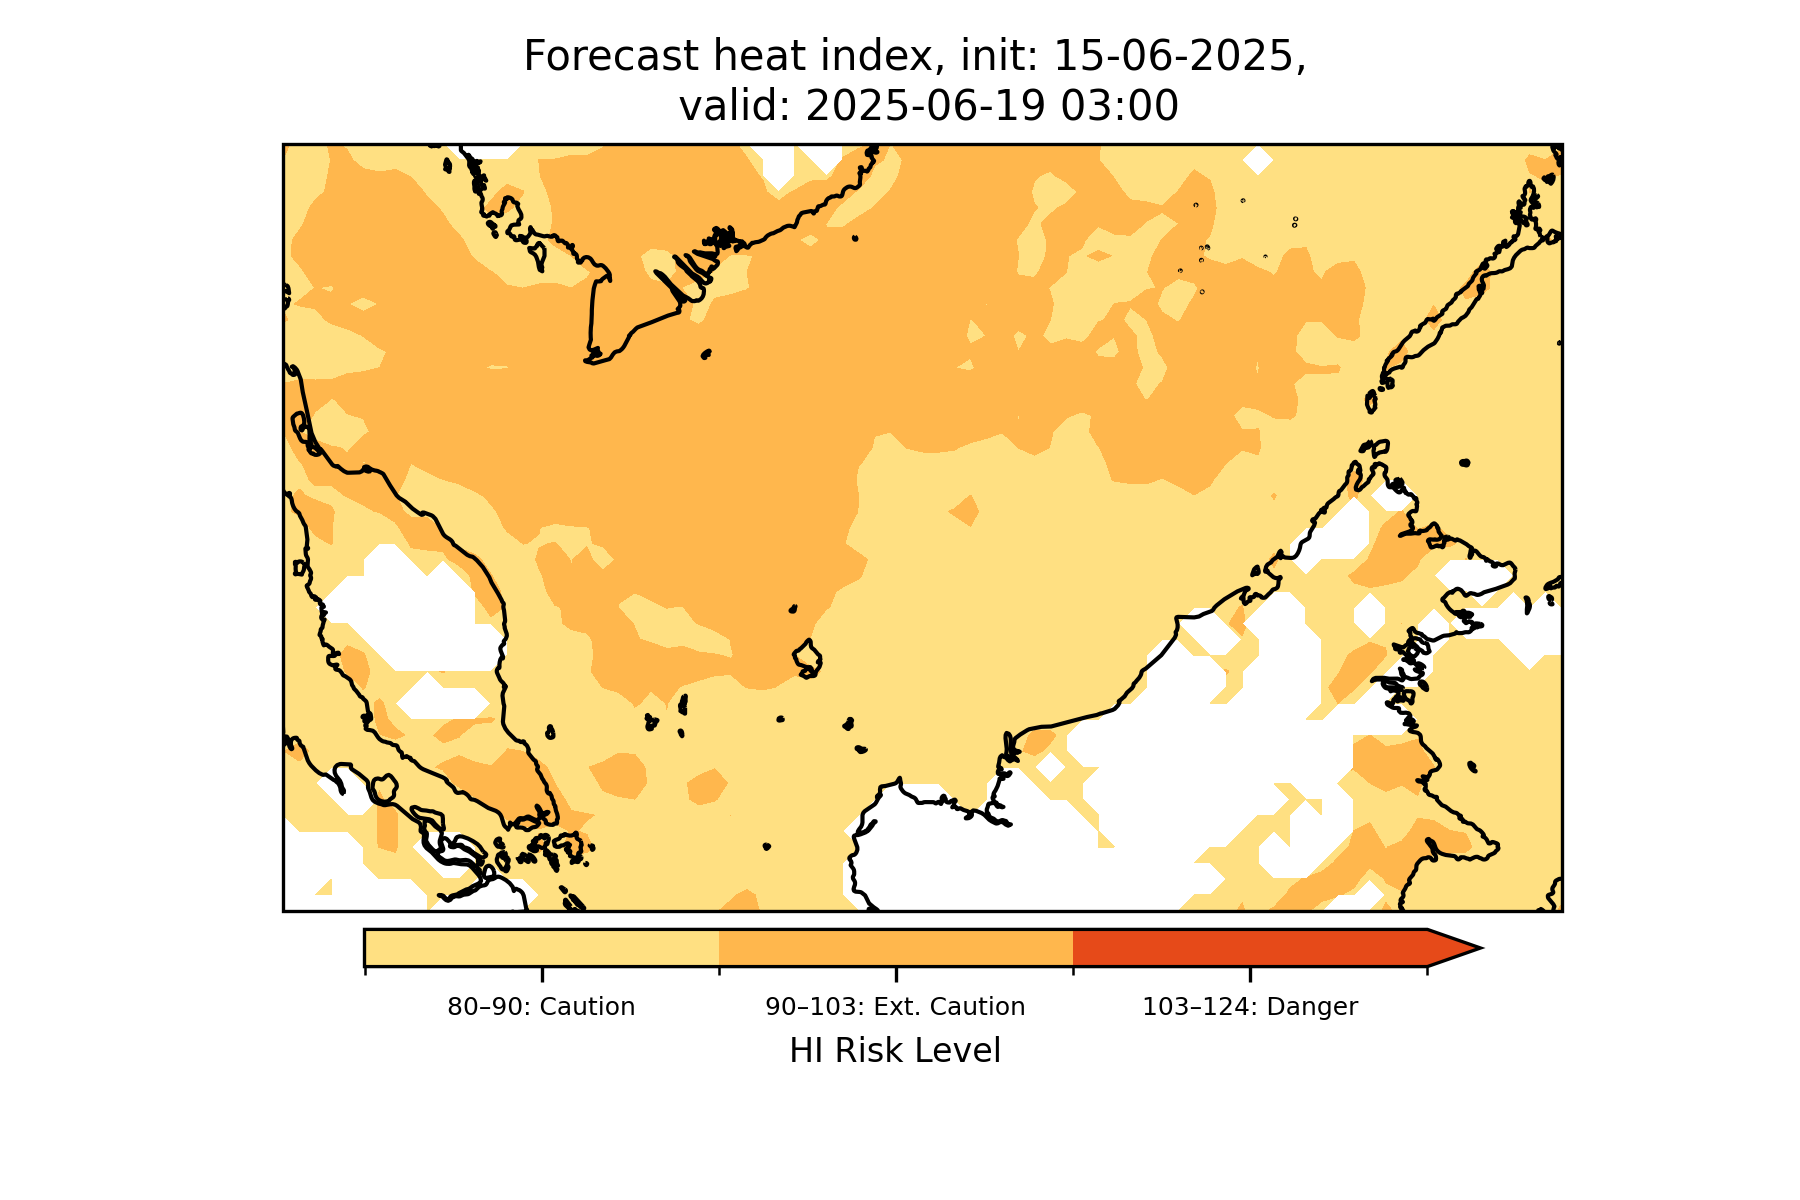 Forecast heat index, init: 15-06-2025,
valid: 2025-06-19 03:00
80–90: Caution
90–103: Ext. Caution
103–124: Danger
HI Risk Level